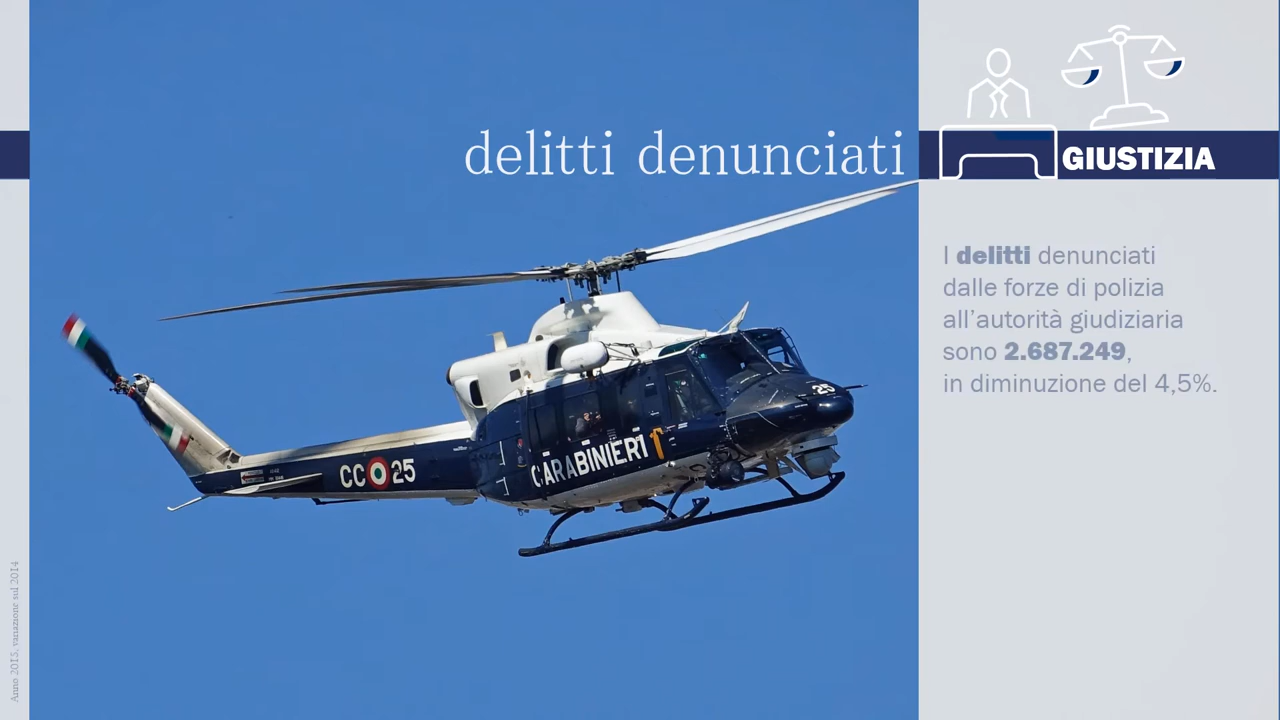 delitti denunciati
GIUSTIZIA
I delitti denunciati
dalle forze di polizia
all’autorità giudiziaria
sono 2.687.249,
in diminuzione del 4,5%.
25
CARABINIERI
CC 25
Anno 2015, variazione sul 2014